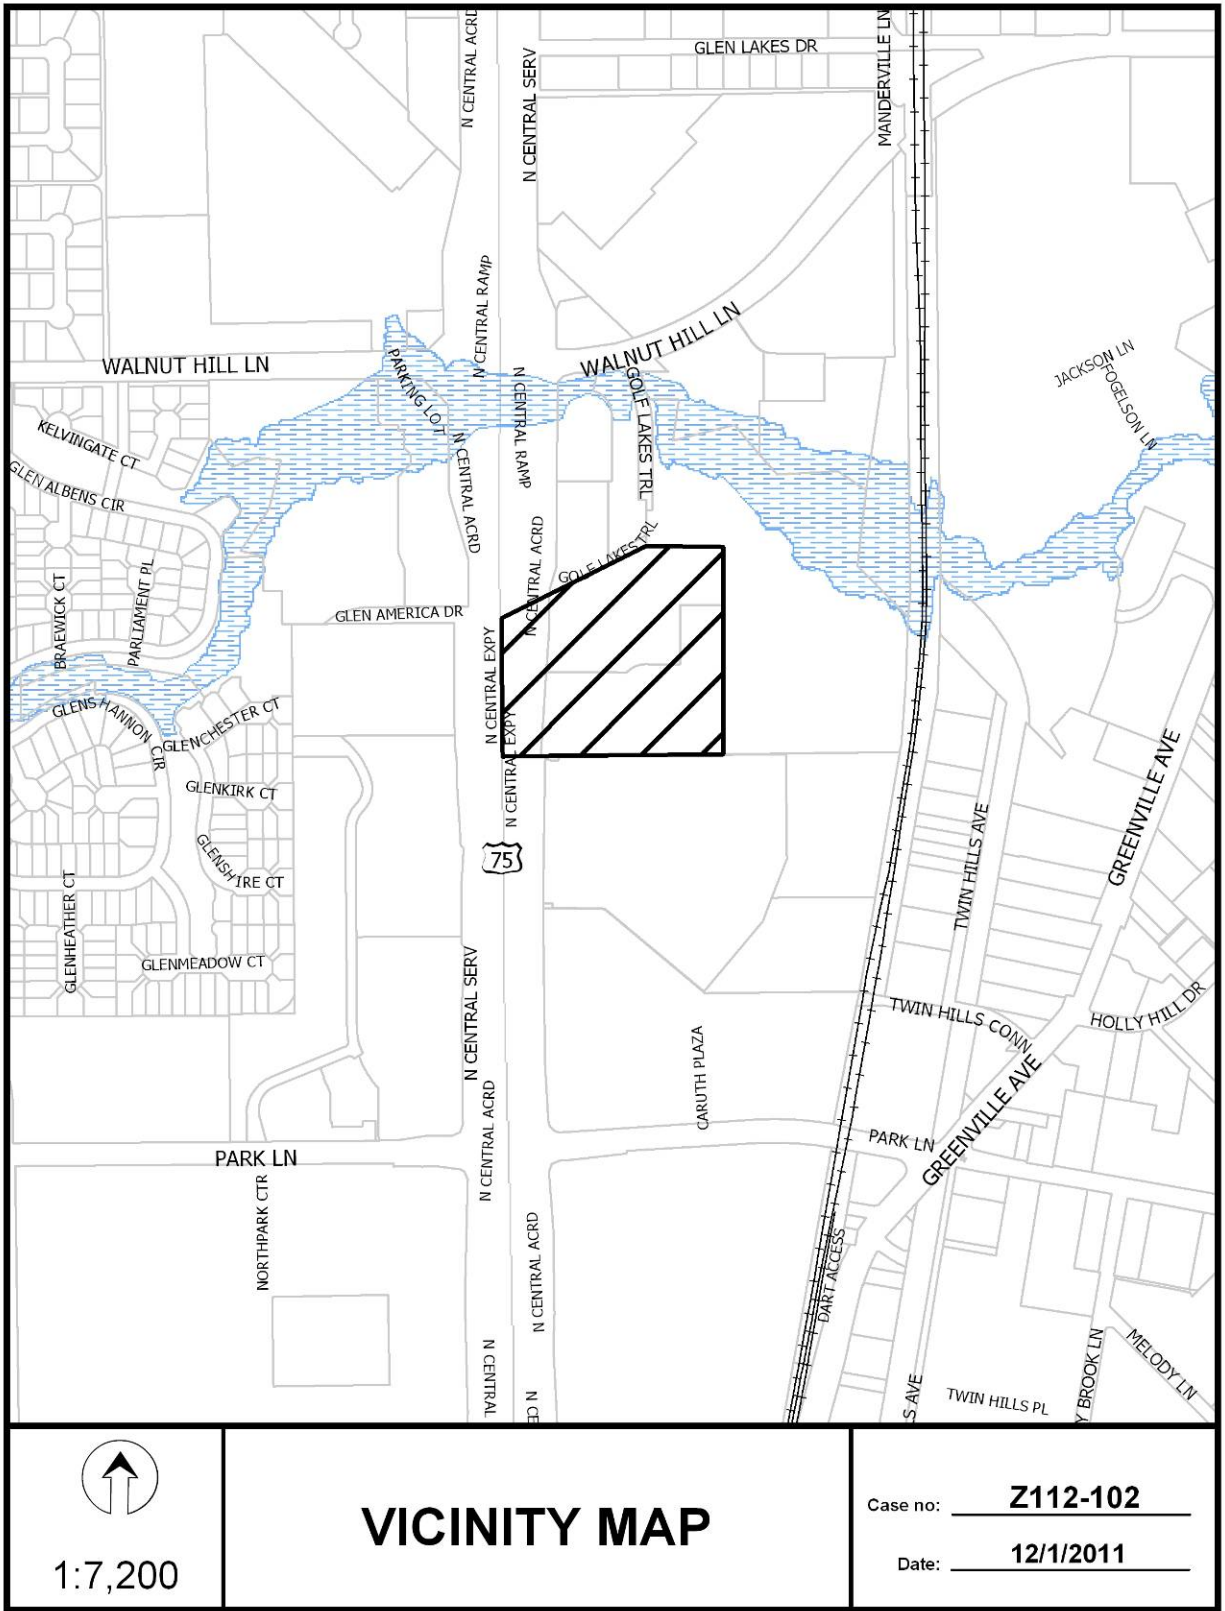 GLEN LAKES DR
MANDERVILLE LN
N CENTRAL ACRD
N CENTRAL SERV
N CENTRAL RAMP
WALNUT HILL LN
WALNUT HILL LN
PARKING LOT
N CENTRAL RAMP
GOLF LAKES TRL
JACKSON LN
FOGELSON LN
KELVINGATE CT
GLEN ALBENS CIR
N CENTRAL ACRD
N CENTRAL ACRD
GOLF LAKES TRL
BRAEWICK CT
PARLIAMENT PL
GLEN AMERICA DR
N CENTRAL EXPY
N CENTRAL EXPY
GLENSHANNON CIR
GLENCHESTER CT
GLENKIRK CT
GLENSHIRE CT
75
GREENVILLE AVE
TWIN HILLS AVE
GLENHEATHER CT
GLENMEADOW CT
N CENTRAL SERV
TWIN HILLS CONN
HOLLY HILL DR
CARUTH PLAZA
N CENTRAL ACRD
PARK LN
GREENVILLE AVE
PARK LN
NORTHPARK CTR
N CENTRAL ACRD
DART ACCESS
N CENTRAL
N CE
S AVE
TWIN HILLS PL
Y BROOK LN
MELODY LN
1:7,200
VICINITY MAP
Case no: Z112-102
Date: 12/1/2011